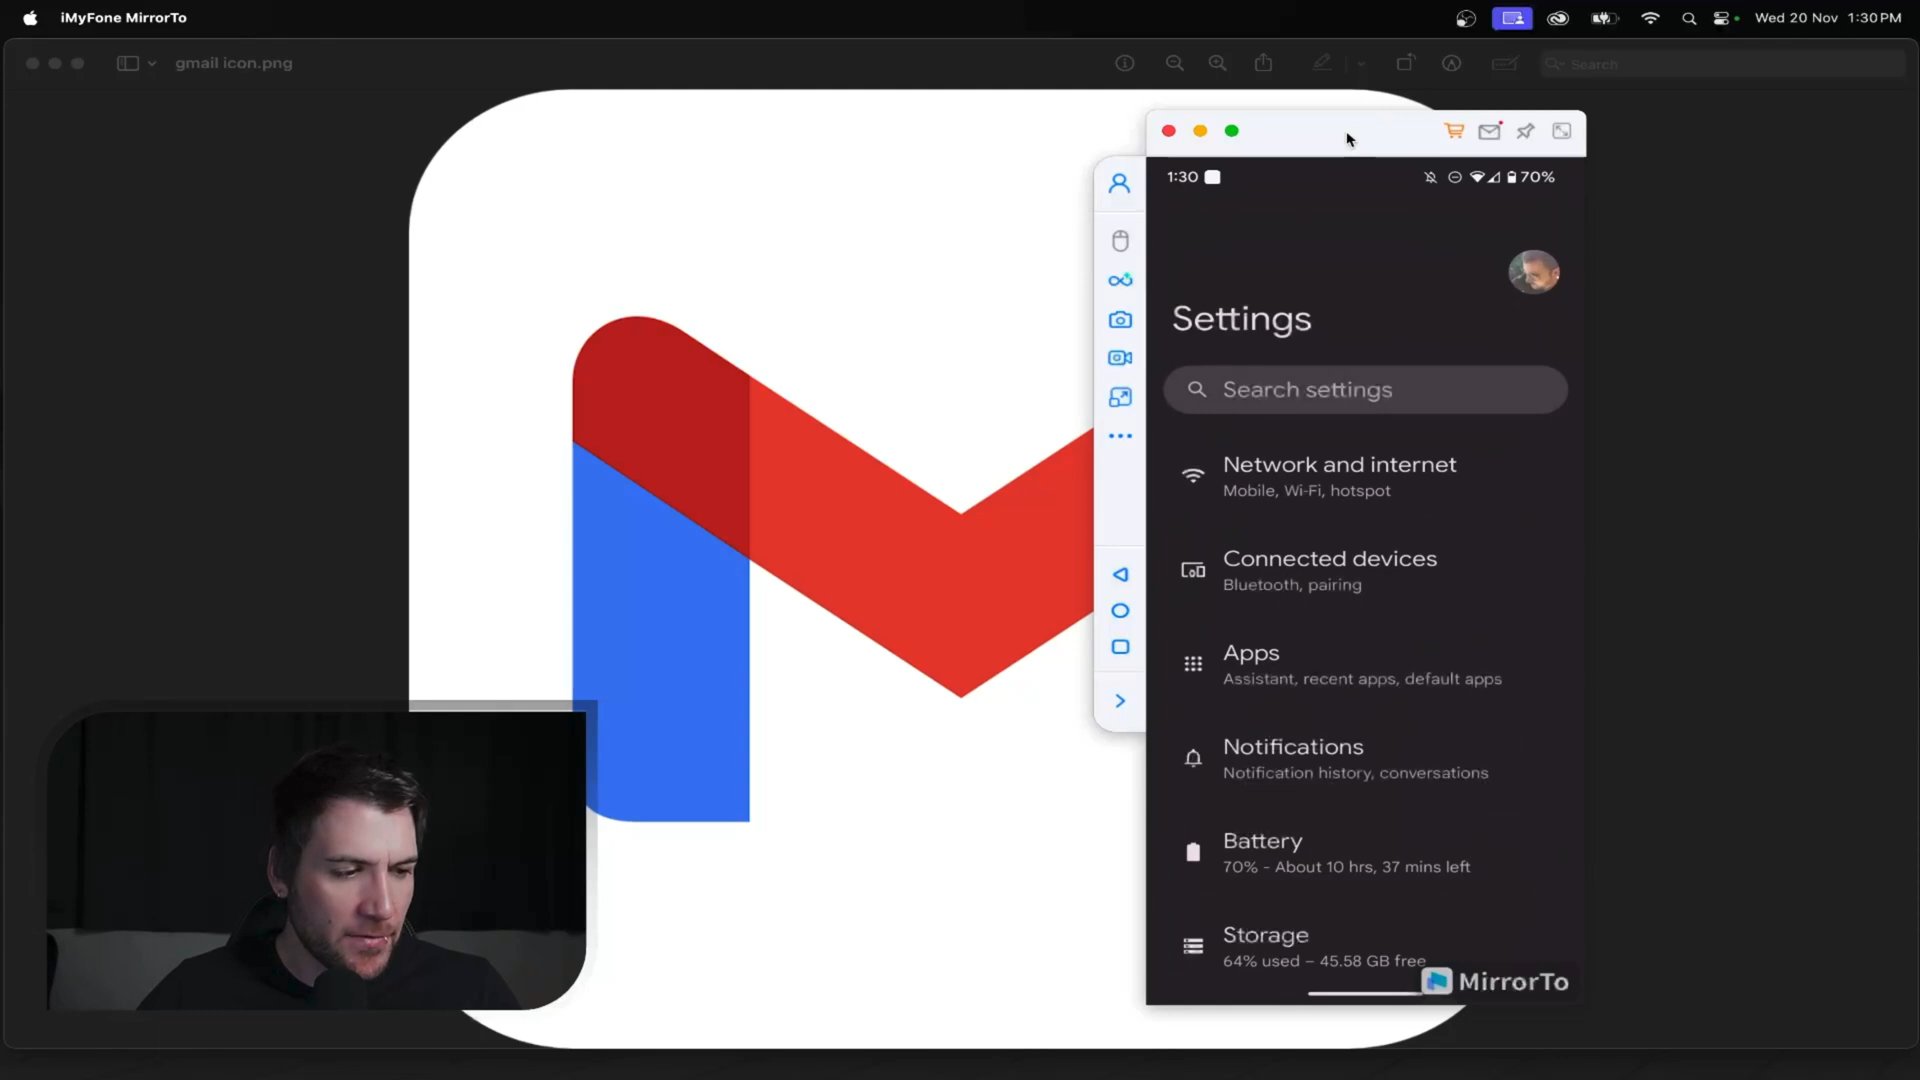 iMyFone MirrorTo
Wed 20 Nov 1:30 PM
gmail icon.png
Search
1:30
70%
Settings
Search settings
Network and internet
Mobile, Wi-Fi, hotspot
Connected devices
Bluetooth, pairing
Apps
Assistant, recent apps, default apps
Notifications
Notification history, conversations
Battery
70% - About 10 hrs, 37 mins left
Storage
64% used – 45.58 GB free
MirrorTo